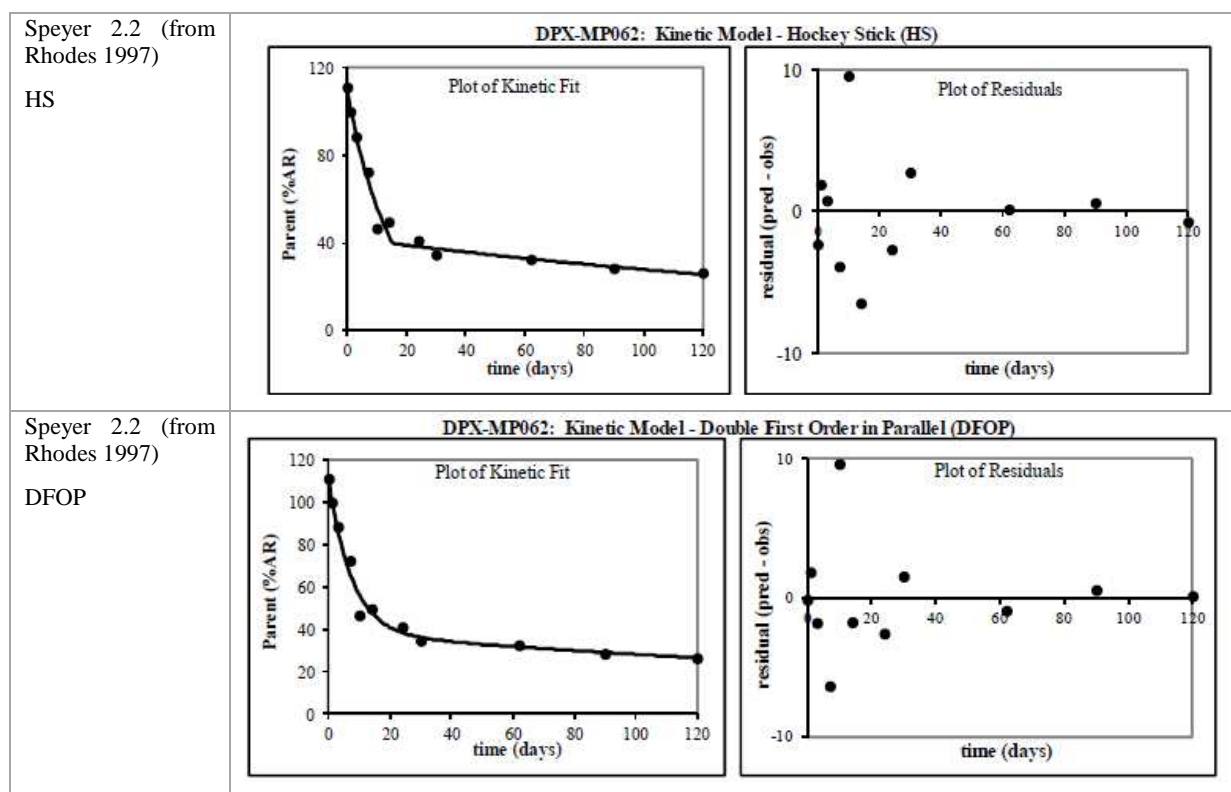 Speyer 2.2 (from
Rhodes 1997)
HS
DPX-MP062: Kinetic Model - Hockey Stick (HS)
Plot of Kinetic Fit
120
80
40
0
Parent (%AR)
0 20 40 60 80 100 120
time (days)
Plot of Residuals
10
0
-10
residual (pred - obs)
0 20 40 60 80 100 120
time (days)
Speyer 2.2 (from
Rhodes 1997)
DFOP
DPX-MP062: Kinetic Model - Double First Order in Parallel (DFOP)
Plot of Kinetic Fit
120
100
80
60
40
20
0
Parent (%AR)
0 20 40 60 80 100 120
time (days)
Plot of Residuals
10
0
-10
residual (pred - obs)
0 20 40 60 80 100 120
time (days)